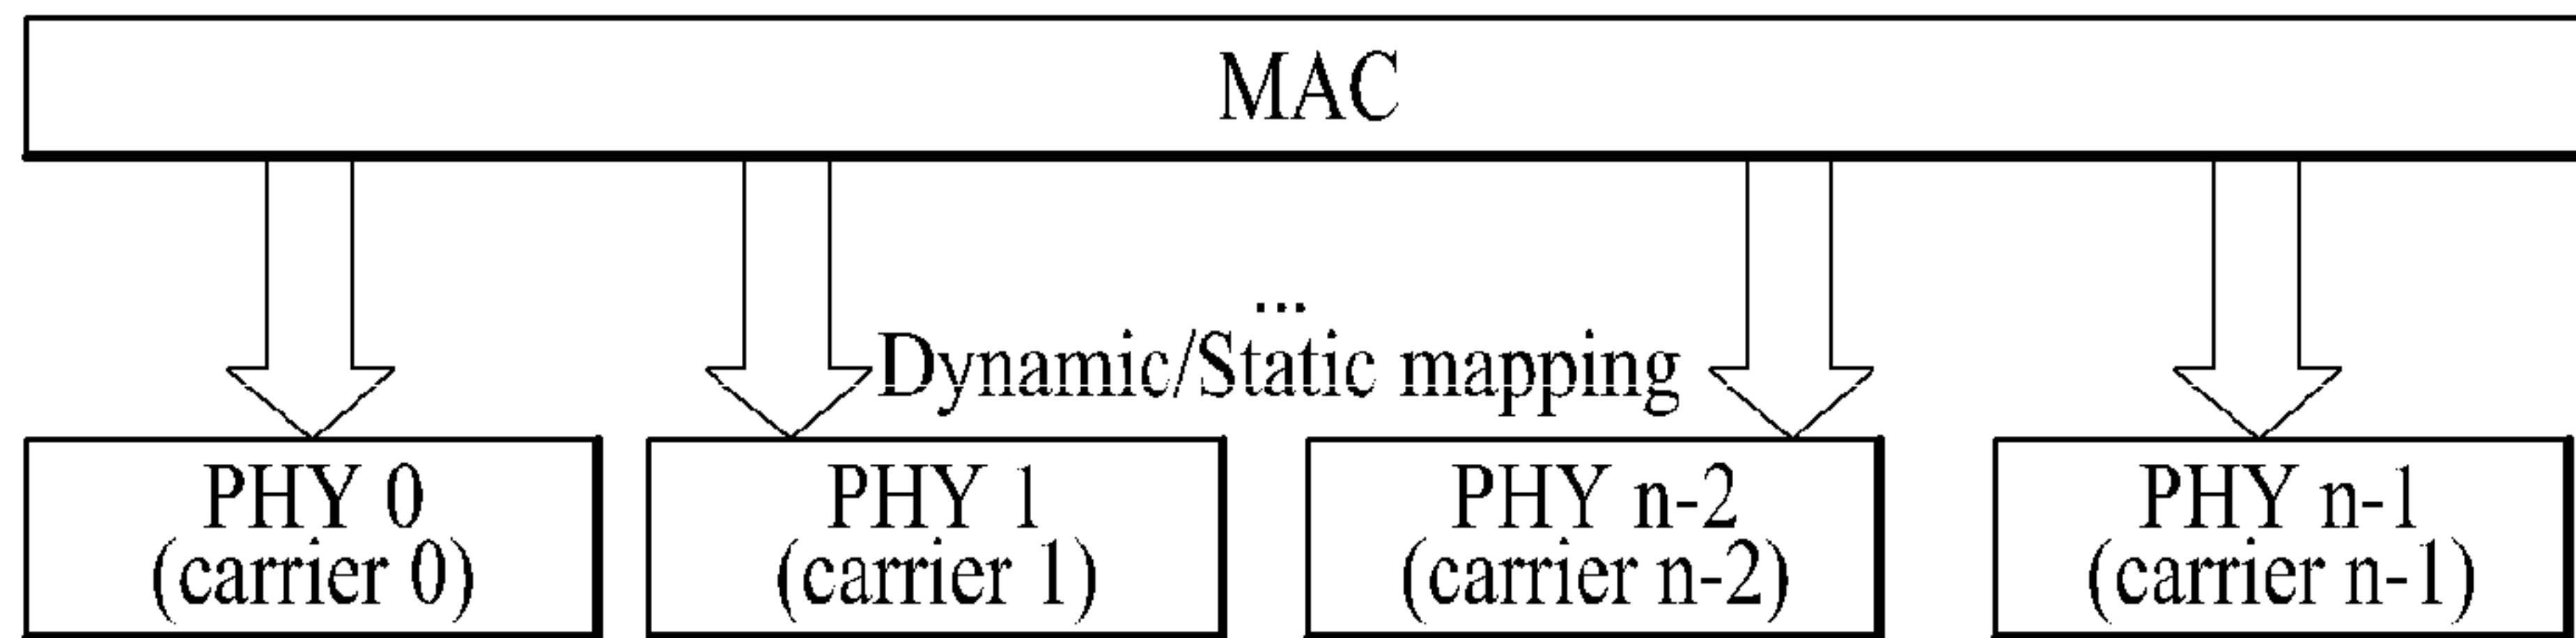 MAC
...
Dynamic/Static mapping
PHY 0
(carrier 0)
PHY 1
(carrier 1)
PHY n-2
(carrier n-2)
PHY n-1
(carrier n-1)